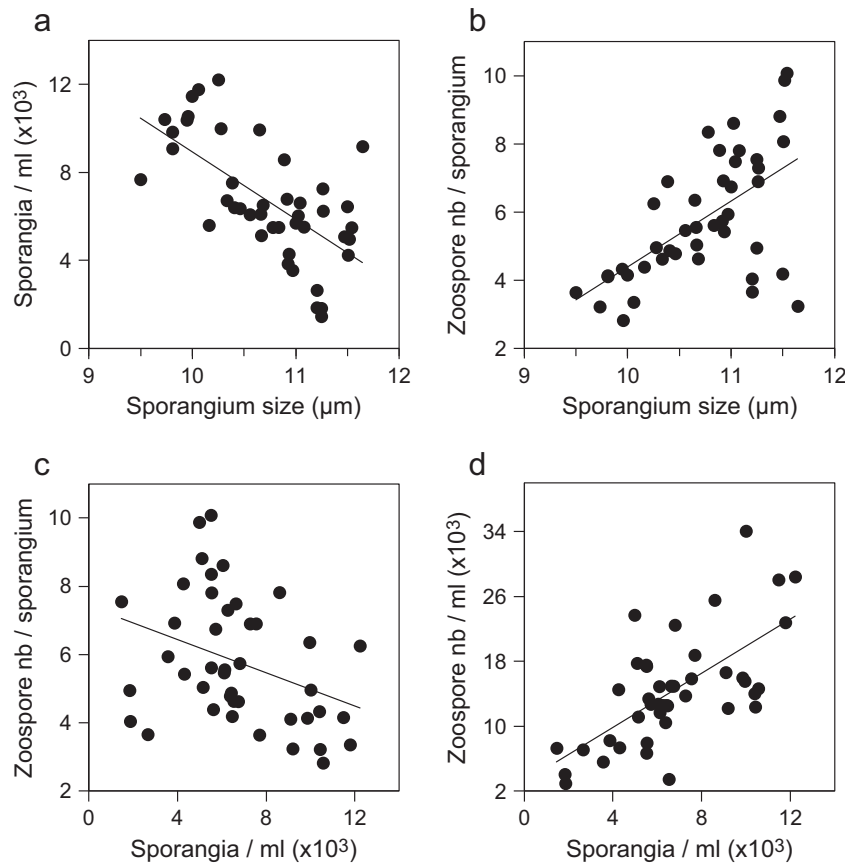 a
Sporangia / ml (x10³)
12
8
4
0
9 10 11 12
Sporangium size (µm)
b
Zoospore nb / sporangium
10
8
6
4
2
9 10 11 12
Sporangium size (µm)
c
Zoospore nb / sporangium
10
8
6
4
2
0 4 8 12
Sporangia / ml (x10³)
d
Zoospore nb / ml (x10³)
34
26
18
10
2
0 4 8 12
Sporangia / ml (x10³)